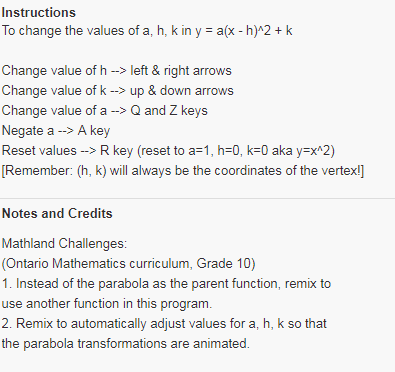 Instructions
To change the values of a, h, k in y = a(x - h)^2 + k
Change value of h --> left & right arrows
Change value of k --> up & down arrows
Change value of a --> Q and Z keys
Negate a --> A key
Reset values --> R key (reset to a=1, h=0, k=0 aka y=x^2)
[Remember: (h, k) will always be the coordinates of the vertex!]
Notes and Credits
Mathland Challenges:
(Ontario Mathematics curriculum, Grade 10)
1. Instead of the parabola as the parent function, remix to
use another function in this program.
2. Remix to automatically adjust values for a, h, k so that
the parabola transformations are animated.